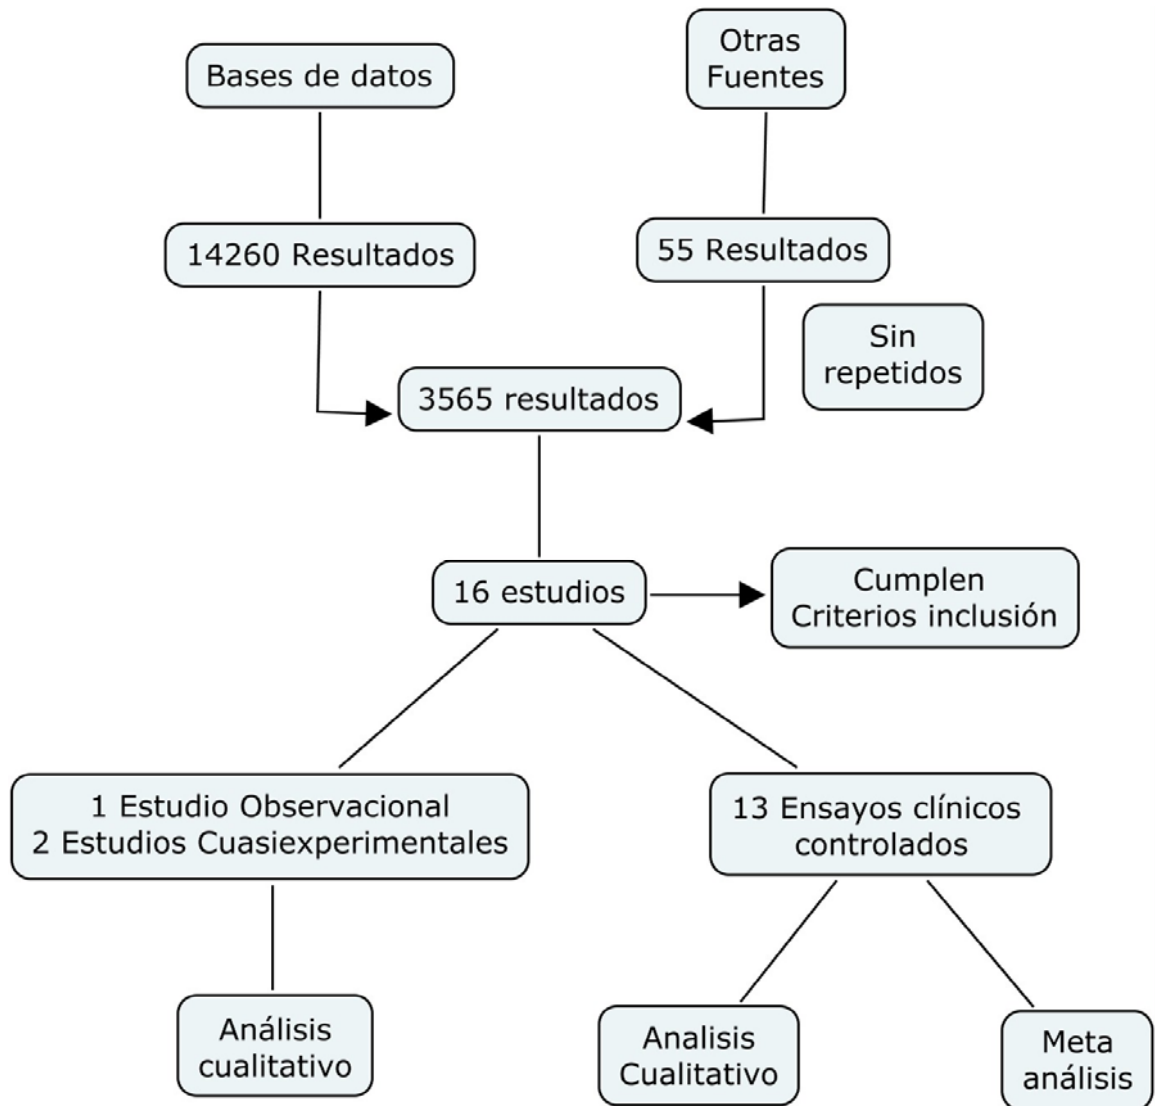 Bases de datos
Otras
Fuentes
14260 Resultados
55 Resultados
Sin
repetidos
3565 resultados
16 estudios
Cumplen
Criterios inclusión
1 Estudio Observacional
2 Estudios Cuasiexperimentales
13 Ensayos clínicos
controlados
Análisis
cualitativo
Analisis
Cualitativo
Meta
análisis